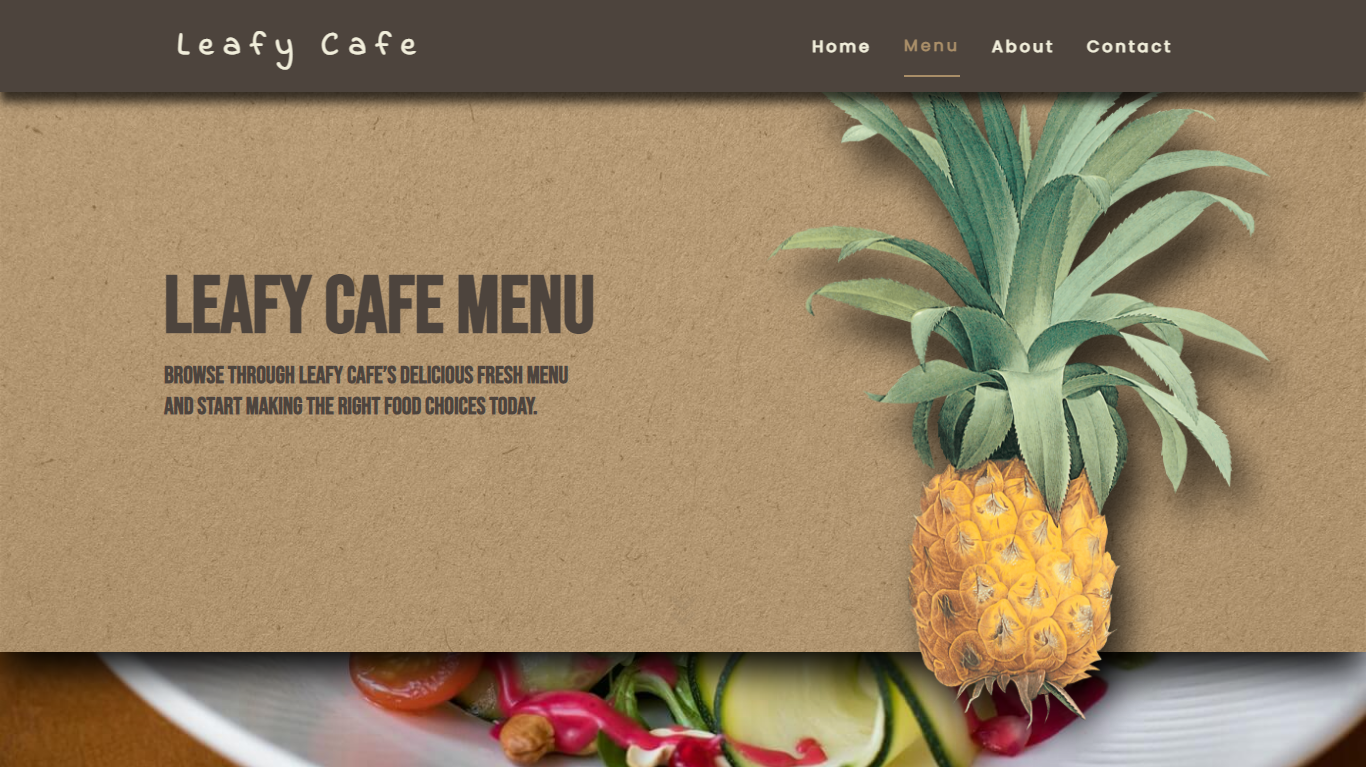 Leafy Cafe
Home Menu About Contact
LEAFY CAFE MENU
BROWSE THROUGH LEAFY CAFE'S DELICIOUS FRESH MENU
AND START MAKING THE RIGHT FOOD CHOICES TODAY.